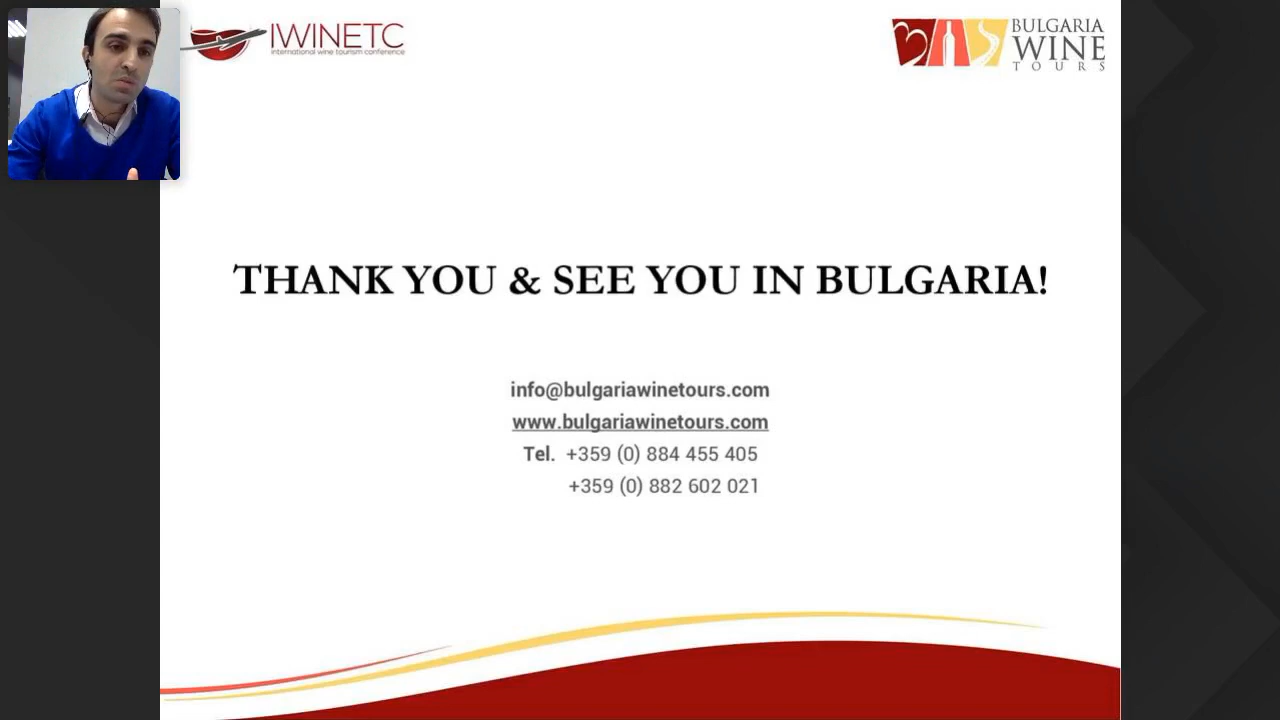 IWINETC
international wine tourism conference
BULGARIA
WINE
TOURS
THANK YOU & SEE YOU IN BULGARIA!
info@bulgariawinetours.com
www.bulgariawinetours.com
Tel. +359 (0) 884 455 405
+359 (0) 882 602 021